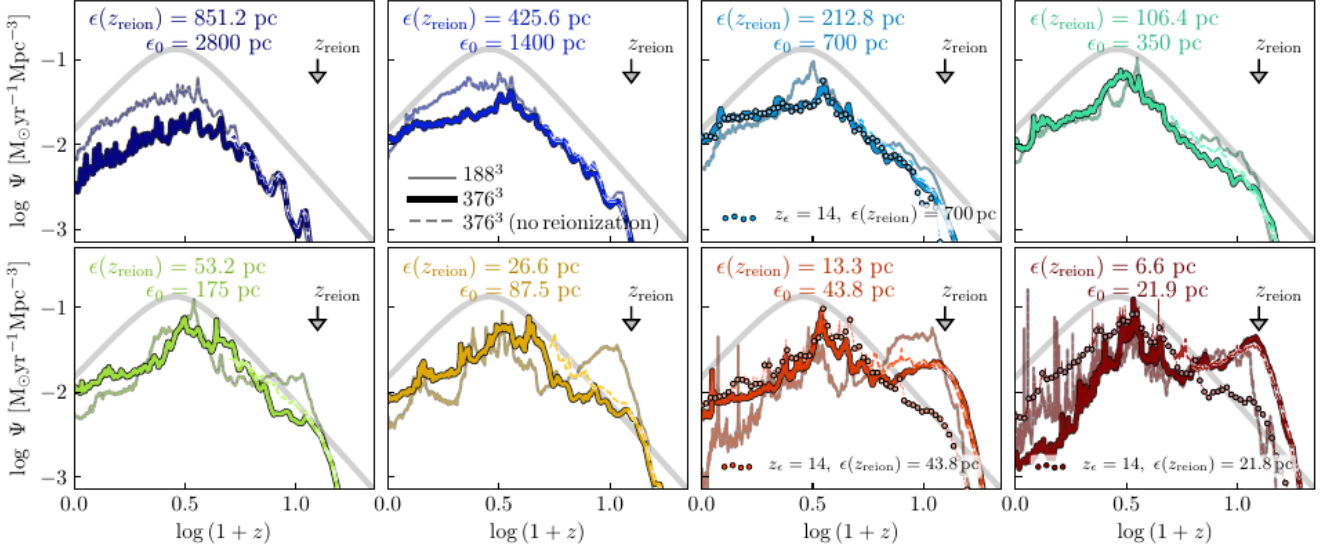 ϵ(z_reion) = 851.2 pc
ϵ_0 = 2800 pc
z_reion
ϵ(z_reion) = 425.6 pc
ϵ_0 = 1400 pc
z_reion
188³
376³
376³ (no reionization)
ϵ(z_reion) = 212.8 pc
ϵ_0 = 700 pc
z_reion
z_ϵ = 14, ϵ(z_reion) = 700 pc
ϵ(z_reion) = 106.4 pc
ϵ_0 = 350 pc
z_reion
log Ψ [M_⊙yr⁻¹Mpc⁻³]
−1
−2
−3
ϵ(z_reion) = 53.2 pc
ϵ_0 = 175 pc
z_reion
ϵ(z_reion) = 26.6 pc
ϵ_0 = 87.5 pc
z_reion
ϵ(z_reion) = 13.3 pc
ϵ_0 = 43.8 pc
z_reion
z_ϵ = 14, ϵ(z_reion) = 43.8 pc
ϵ(z_reion) = 6.6 pc
ϵ_0 = 21.9 pc
z_reion
z_ϵ = 14, ϵ(z_reion) = 21.8 pc
log Ψ [M_⊙yr⁻¹Mpc⁻³]
−1
−2
−3
0.0 0.5 1.0 0.0 0.5 1.0 0.0 0.5 1.0 0.0 0.5 1.0
log (1 + z) log (1 + z) log (1 + z) log (1 + z)